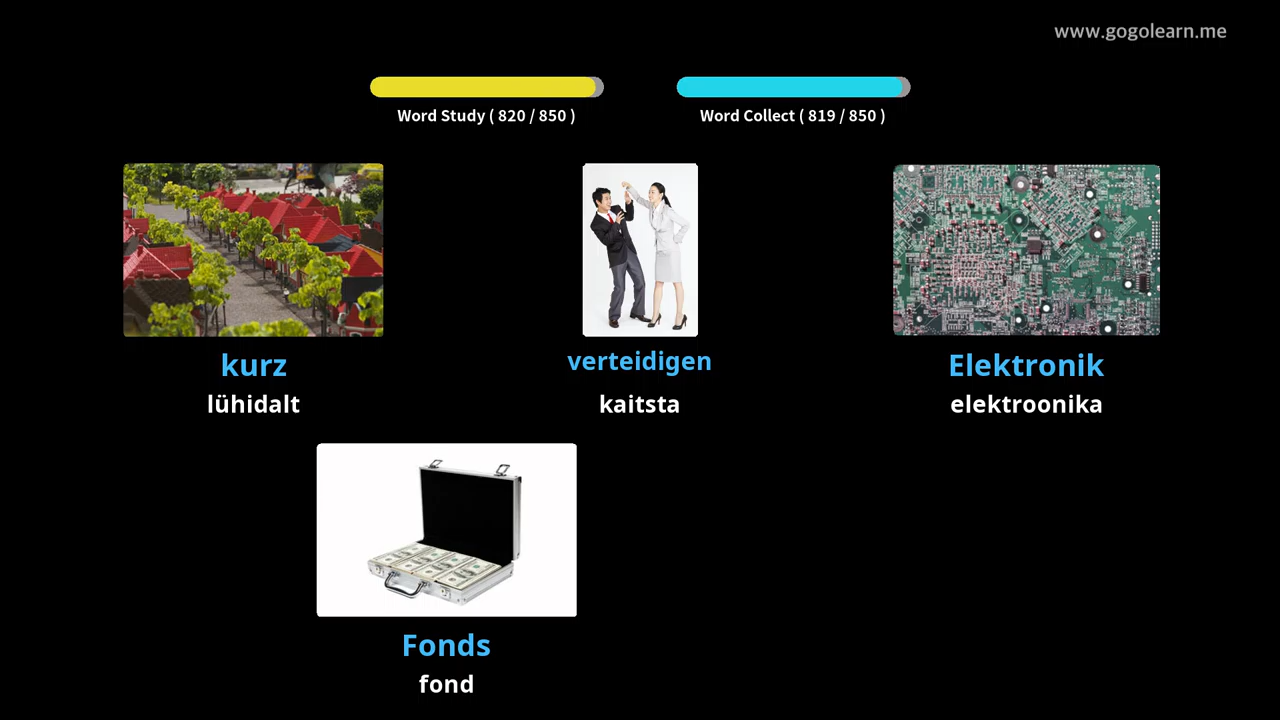 www.gogolearn.me
Word Study ( 820 / 850 )
Word Collect ( 819 / 850 )
kurz
lühidalt
verteidigen
kaitsta
Elektronik
elektroonika
Fonds
fond